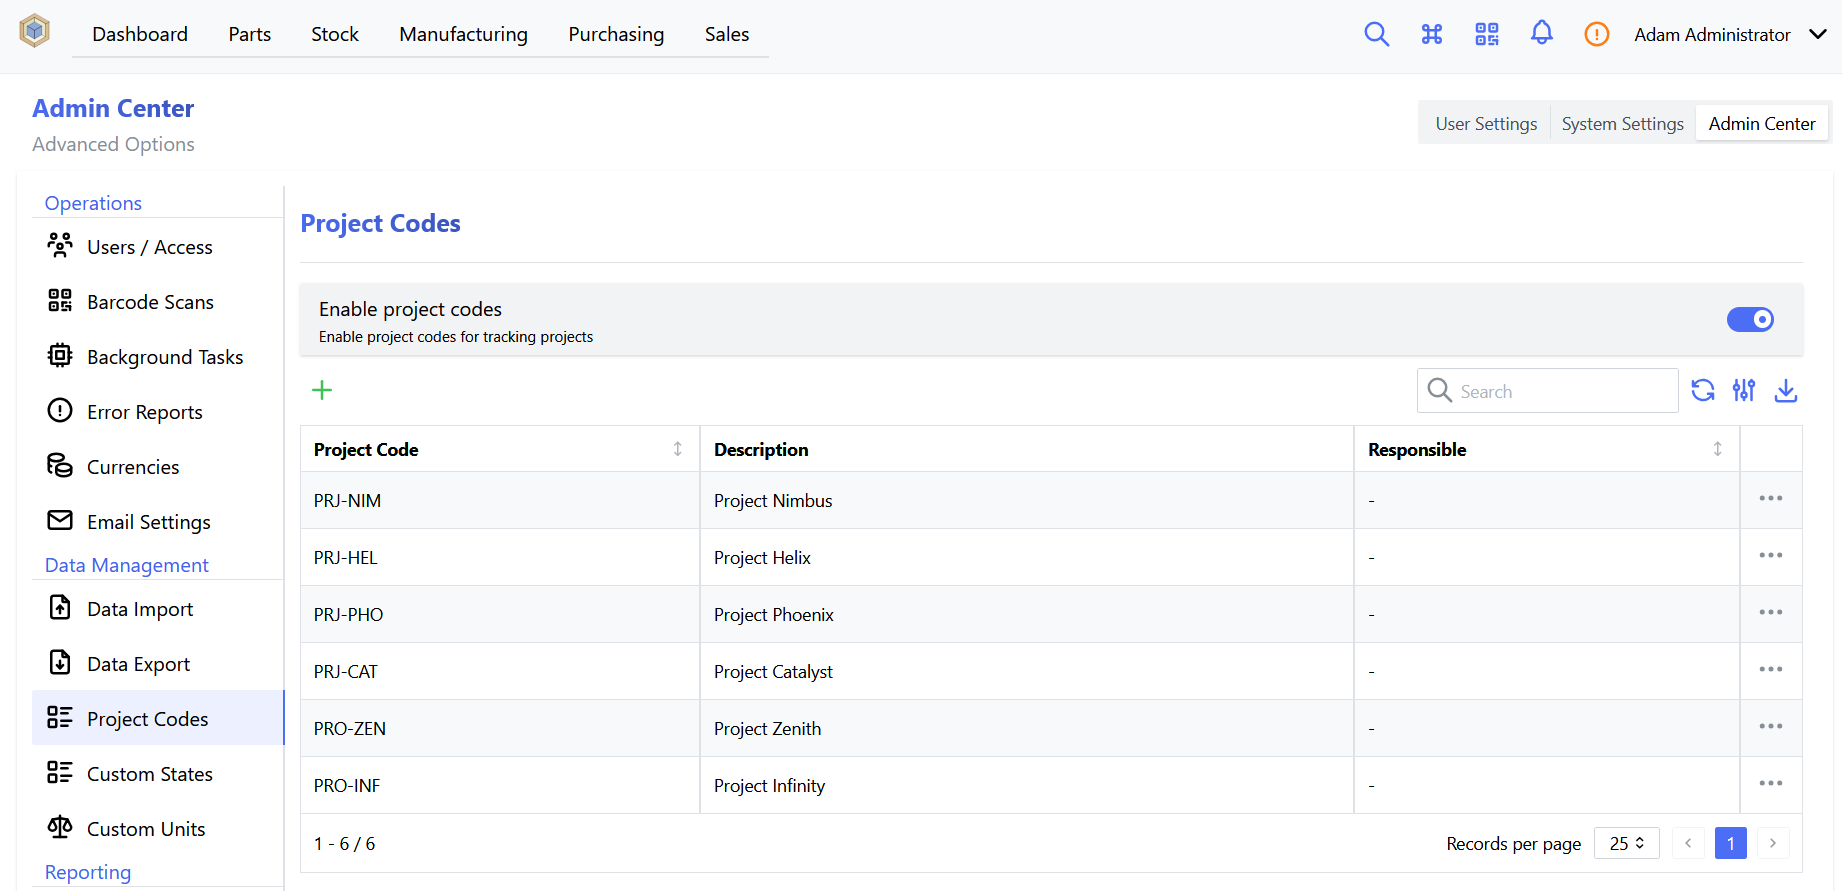 Dashboard Parts Stock Manufacturing Purchasing Sales Adam Administrator
Admin Center
Advanced Options
User Settings System Settings Admin Center
Operations
Users / Access
Barcode Scans
Background Tasks
Error Reports
Currencies
Email Settings
Data Management
Data Import
Data Export
Project Codes
Custom States
Custom Units
Reporting
Project Codes
Enable project codes
Enable project codes for tracking projects
Search
Project Code Description Responsible
PRJ-NIM Project Nimbus -
PRJ-HEL Project Helix -
PRJ-PHO Project Phoenix -
PRJ-CAT Project Catalyst -
PRO-ZEN Project Zenith -
PRO-INF Project Infinity -
1 - 6 / 6 Records per page 25 1